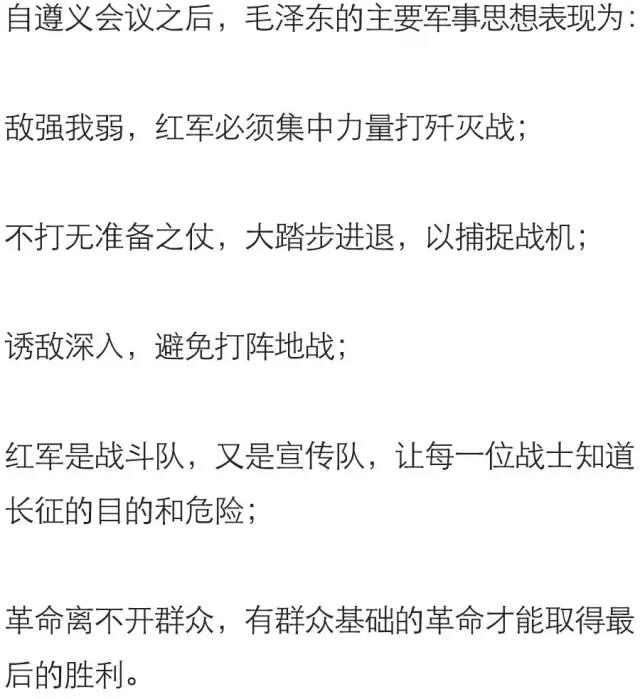 自遵义会议之后，毛泽东的主要军事思想表现为：
敌强我弱，红军必须集中力量打歼灭战；
不打无准备之仗，大踏步进退，以捕捉战机；
诱敌深入，避免打阵地战；
红军是战斗队，又是宣传队，让每一位战士知道
长征的目的和危险；
革命离不开群众，有群众基础的革命才能取得最
后的胜利。